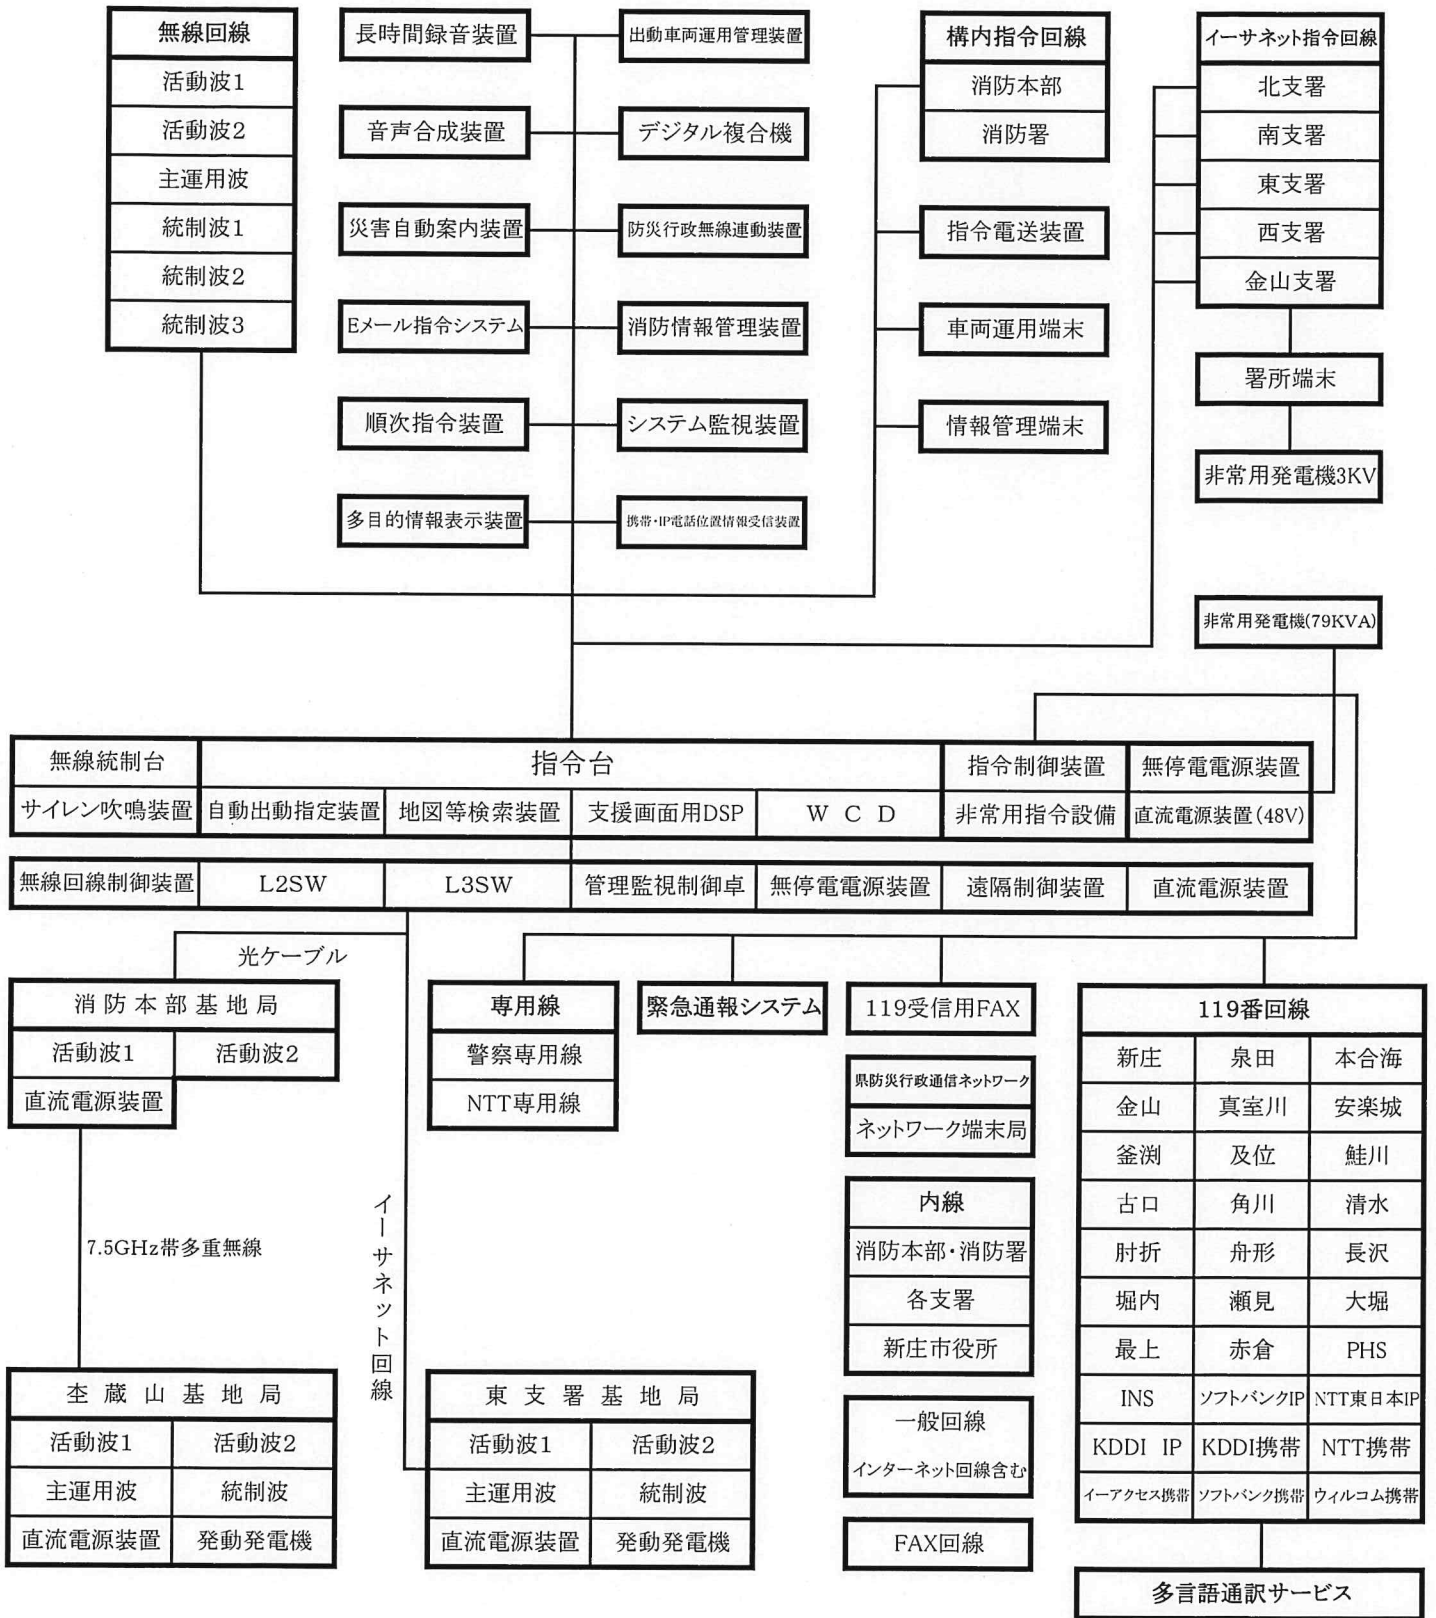 無線回線
活動波1
活動波2
主運用波
統制波1
統制波2
統制波3
長時間録音装置
出動車両運用管理装置
音声合成装置
デジタル複合機
災害自動案内装置
防災行政無線連動装置
Eメール指令システム
消防情報管理装置
順次指令装置
システム監視装置
多目的情報表示装置
携帯・IP電話位置情報受信装置
構内指令回線
消防本部
消防署
指令電送装置
車両運用端末
情報管理端末
イーサネット指令回線
北支署
南支署
東支署
西支署
金山支署
署所端末
非常用発電機3KV
非常用発電機(79KVA)
無線統制台 指令台 指令制御装置 無停電電源装置
サイレン吹鳴装置 自動出動指定装置 地図等検索装置 支援画面用DSP W C D 非常用指令設備 直流電源装置(48V)
無線回線制御装置 L2SW L3SW 管理監視制御卓 無停電電源装置 遠隔制御装置 直流電源装置
光ケーブル
消防本部基地局
活動波1 活動波2
直流電源装置
7.5GHz帯多重無線
イーサネット回線
杢蔵山基地局
活動波1 活動波2
主運用波 統制波
直流電源装置 発動発電機
東支署基地局
活動波1 活動波2
主運用波 統制波
直流電源装置 発動発電機
専用線
警察専用線
NTT専用線
緊急通報システム
119受信用FAX
県防災行政通信ネットワーク
ネットワーク端末局
内線
消防本部・消防署
各支署
新庄市役所
一般回線
インターネット回線含む
FAX回線
119番回線
新庄 泉田 本合海
金山 真室川 安楽城
釜渕 及位 鮭川
古口 角川 清水
肘折 舟形 長沢
堀内 瀬見 大堀
最上 赤倉 PHS
INS ソフトバンクIP NTT東日本IP
KDDI IP KDDI携帯 NTT携帯
イーアクセス携帯 ソフトバンク携帯 ウィルコム携帯
多言語通訳サービス